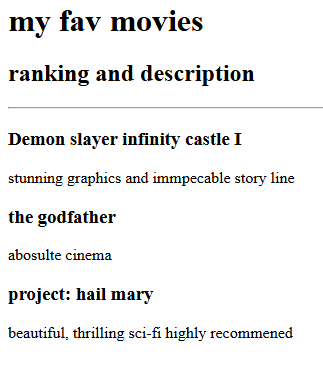 my fav movies
ranking and description
Demon slayer infinity castle I
stunning graphics and immpecable story line
the godfather
abosulte cinema
project: hail mary
beautiful, thrilling sci-fi highly recommened